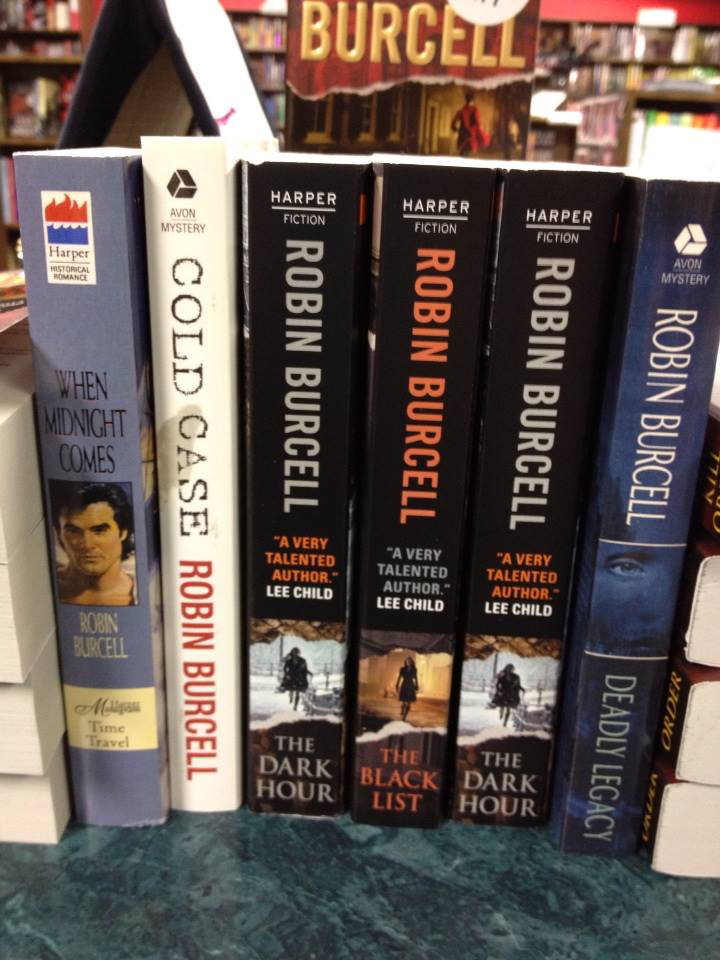 BURCELL
Harper
HISTORICAL
ROMANCE
WHEN
MIDNIGHT
COMES
ROBIN
BURCELL
Harper
Monogram
Time
Travel
AVON
MYSTERY
COLD CASE ROBIN BURCELL
HARPER
FICTION
ROBIN BURCELL
"A VERY
TALENTED
AUTHOR."
LEE CHILD
THE
DARK
HOUR
HARPER
FICTION
ROBIN BURCELL
"A VERY
TALENTED
AUTHOR."
LEE CHILD
THE
BLACK
LIST
HARPER
FICTION
ROBIN BURCELL
"A VERY
TALENTED
AUTHOR."
LEE CHILD
THE
DARK
HOUR
AVON
MYSTERY
ROBIN BURCELL
DEADLY LEGACY
ORDER